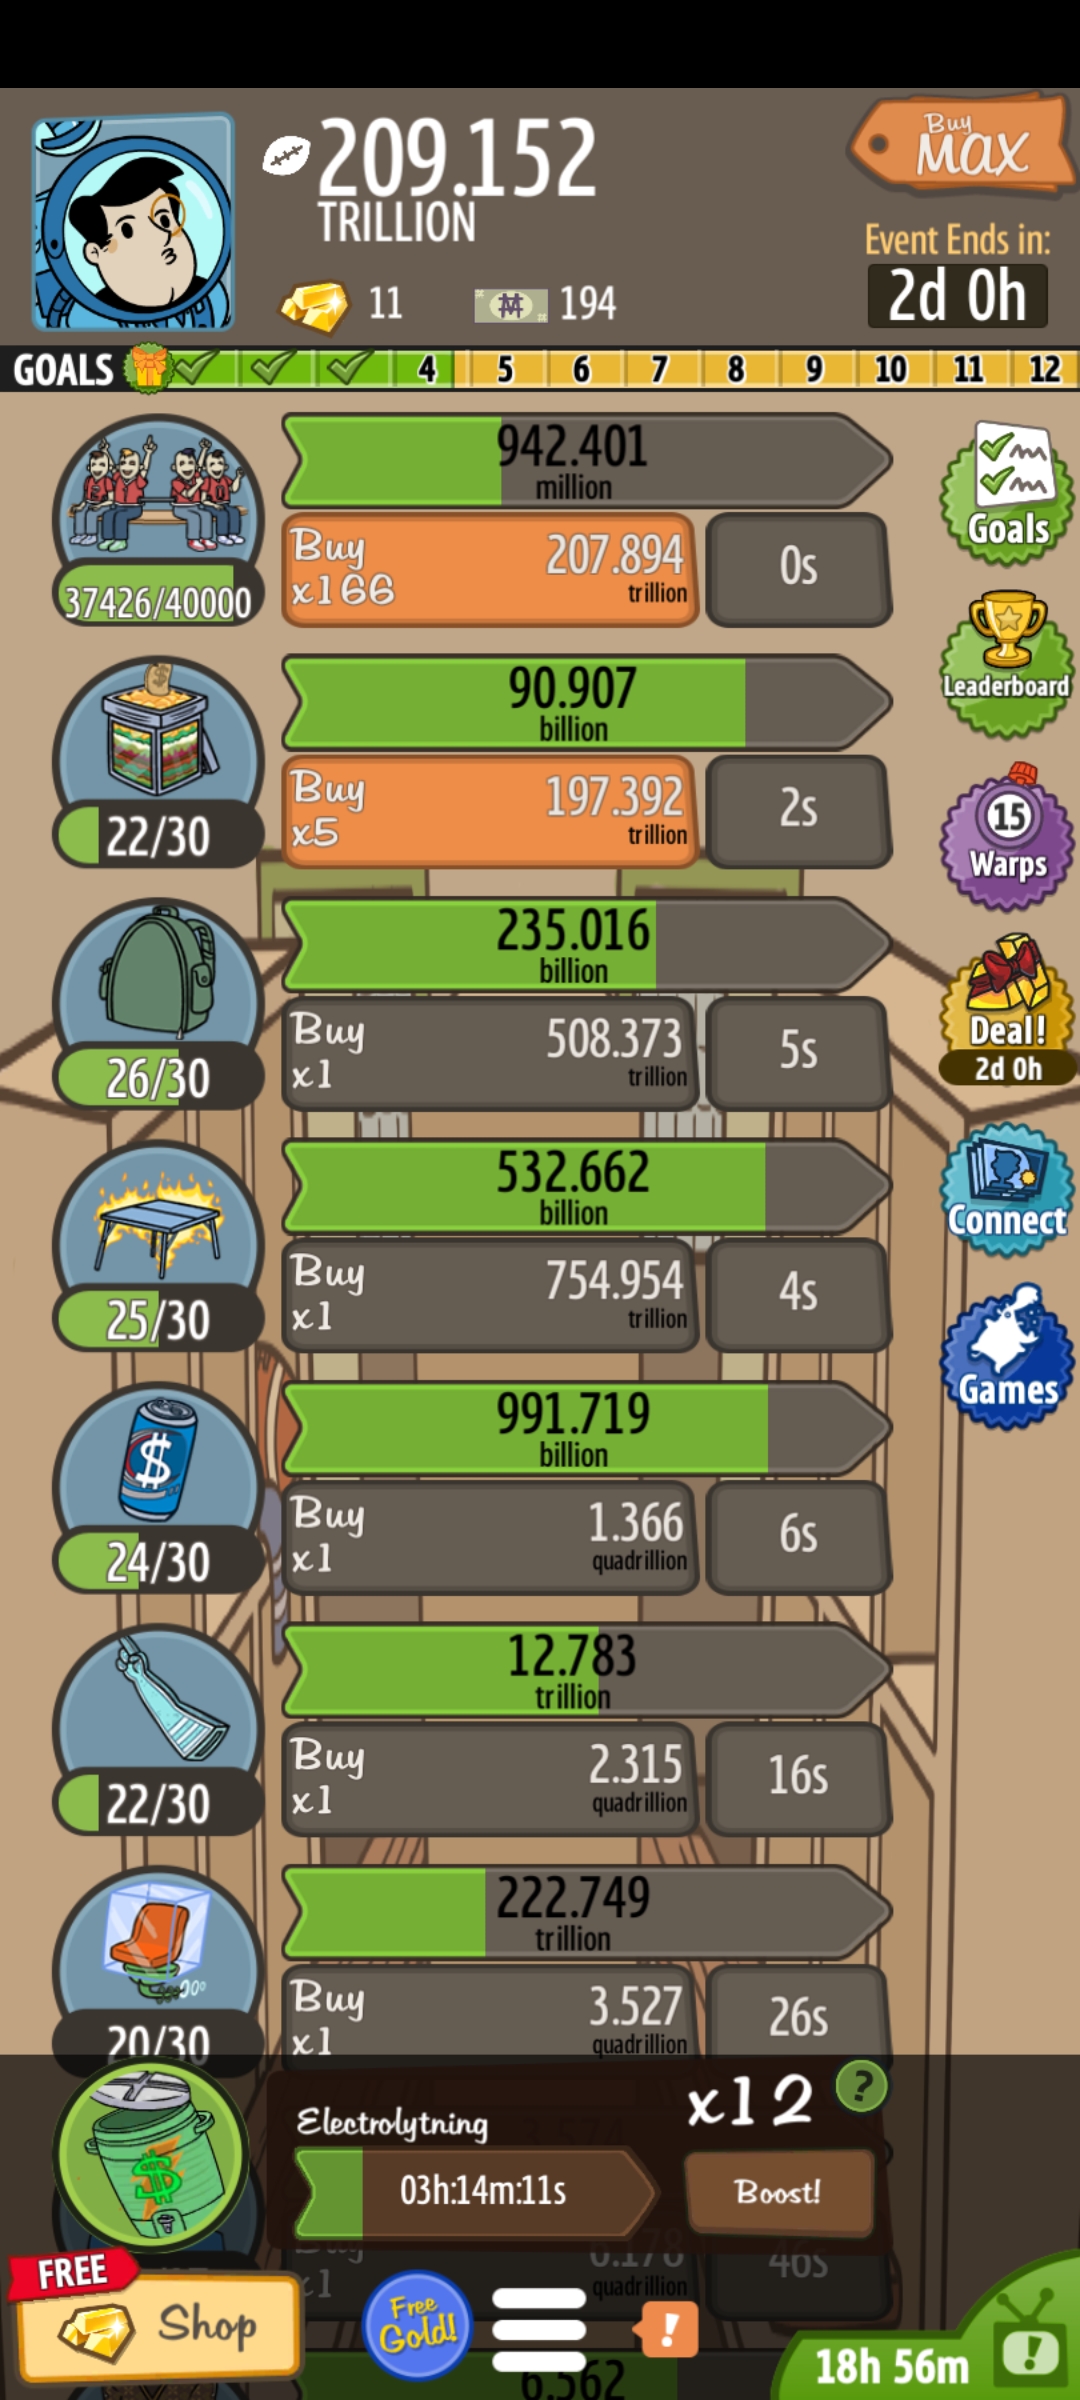 209.152
TRILLION
11
194
Buy
MAX
Event Ends in:
2d 0h
GOALS
4
5
6
7
8
9
10
11
12
942.401
million
37426/40000
Buy
x166
207.894
trillion
0s
Goals
90.907
billion
22/30
Buy
x5
197.392
trillion
2s
Leaderboard
235.016
billion
26/30
Buy
x1
508.373
trillion
5s
15
Warps
532.662
billion
25/30
Buy
x1
754.954
trillion
4s
Deal!
2d 0h
991.719
billion
24/30
Buy
x1
1.366
quadrillion
6s
Connect
12.783
trillion
22/30
Buy
x1
2.315
quadrillion
16s
Games
222.749
trillion
20/30
Buy
x1
3.527
quadrillion
26s
Electrolytning
x12
?
03h:14m:11s
Boost!
Buy
x1
6.178
quadrillion
46s
FREE
Shop
Free
Gold!
!
18h 56m
!
6.562